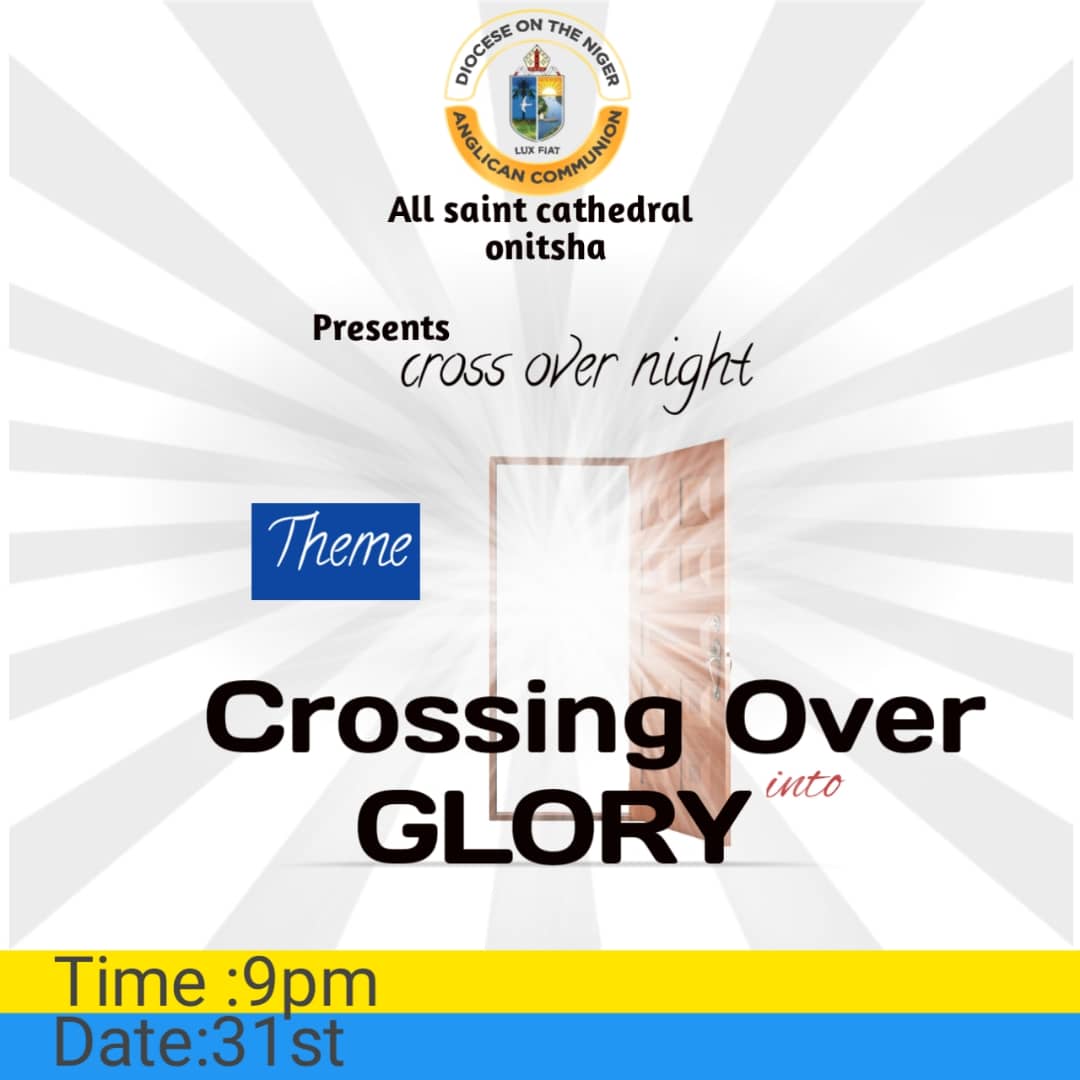 DIOCESE ON THE NIGER
LUX FIAT
ANGLICAN COMMUNION
All saint cathedral
onitsha
Presents
cross over night
Theme
Crossing Over
into
GLORY
Time :9pm
Date:31st